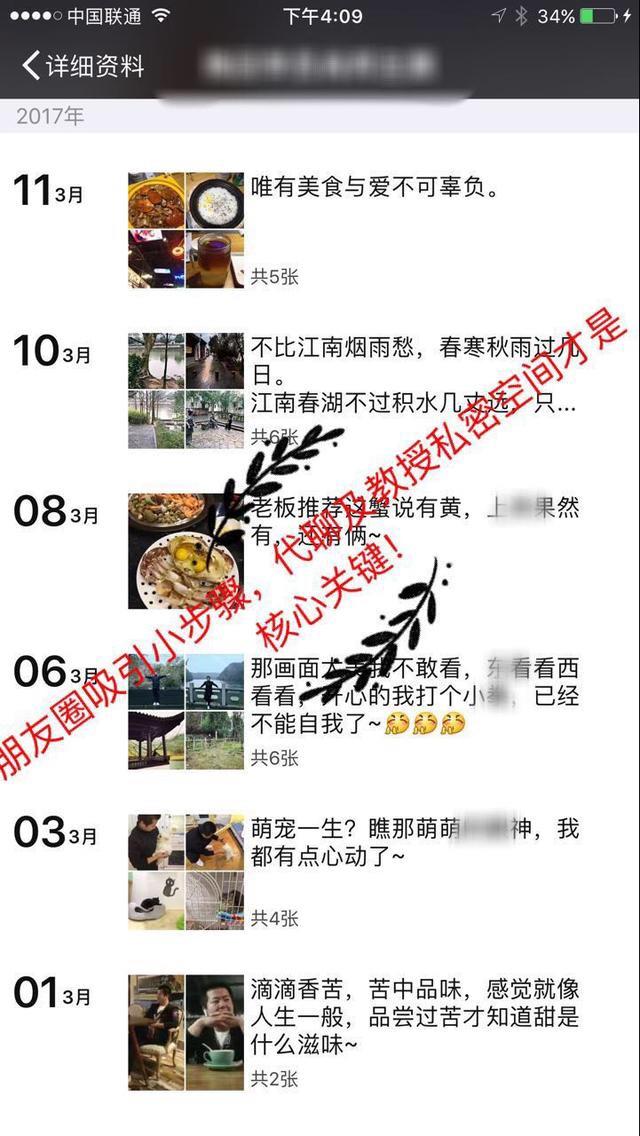 中国联通
下午4:09
34%
详细资料
2017年
11 3月
唯有美食与爱不可辜负。
共5张
10 3月
不比江南烟雨愁，春寒秋雨过几
日。
江南春湖不过积水几丈远，只...
共6张
08 3月
老板推荐这蟹说有黄，上 果然
有，还有俩~
06 3月
那画面太美我不敢看，东看看西
看看，开心的我打个小拳，已经
不能自我了~
共6张
03 3月
萌宠一生？瞧那萌萌 神，我
都有点心动了~
共4张
01 3月
滴滴香苦，苦中品味，感觉就像
人生一般，品尝过苦才知道甜是
什么滋味~
共2张
朋友圈吸引小步骤，代聊及教授私密空间才是
核心关键！